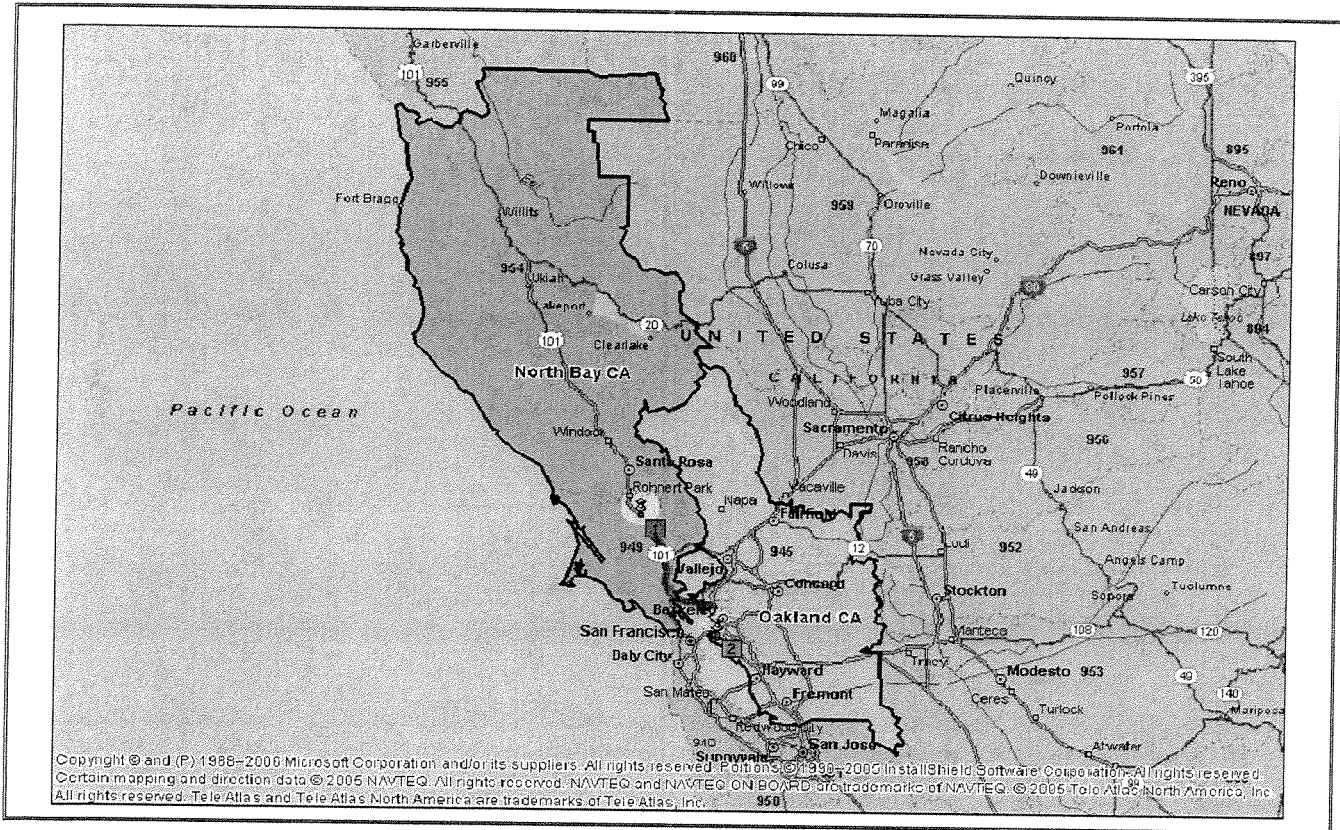 Garberville
960
101
955
99
395
Quincy
Magalia
Paradise
Portola
Chico
961
895
Downieville
Reno
Willows
Fort Bragg
Eel
959
Oroville
NEVADA
Willits
70
Nevada City
897
954
Colusa
Grass Valley
Ukiah
Yuba City
Carson City
Lakeport
Lake Tahoe
894
20
UNITED STATES
101
Clearlake
South
Lake
Tahoe
CALIFORNIA
957
50
North Bay CA
Placerville
Pollock Pines
Woodland
Citrus Heights
Pacific Ocean
Sacramento
Windsor
Davis
Rancho
Cordova
956
958
Santa Rosa
49
Rohnert Park
Vacaville
Jackson
Napa
Fairfield
San Andreas
1
949
101
945
12
Lodi
952
Angels Camp
Vallejo
Concord
Stockton
Tuolumne
Sonora
Berkeley
Oakland CA
San Francisco
Manteca
108
120
Daly City
2
Tracy
Hayward
Modesto
953
49
San Mateo
Fremont
Ceres
140
Turlock
Mariposa
Redwood City
940
San Jose
Atwater
Sunnyvale
Copyright © and (P) 1988–2006 Microsoft Corporation and/or its suppliers. All rights reserved. Portions © 1990–2005 InstallShield Software Corporation. All rights reserved.
Certain mapping and direction data © 2005 NAVTEQ. All rights reserved. NAVTEQ and NAVTEQ ON BOARD are trademarks of NAVTEQ. © 2005 Tele Atlas North America, Inc.
All rights reserved. Tele Atlas and Tele Atlas North America are trademarks of Tele Atlas, Inc.
950